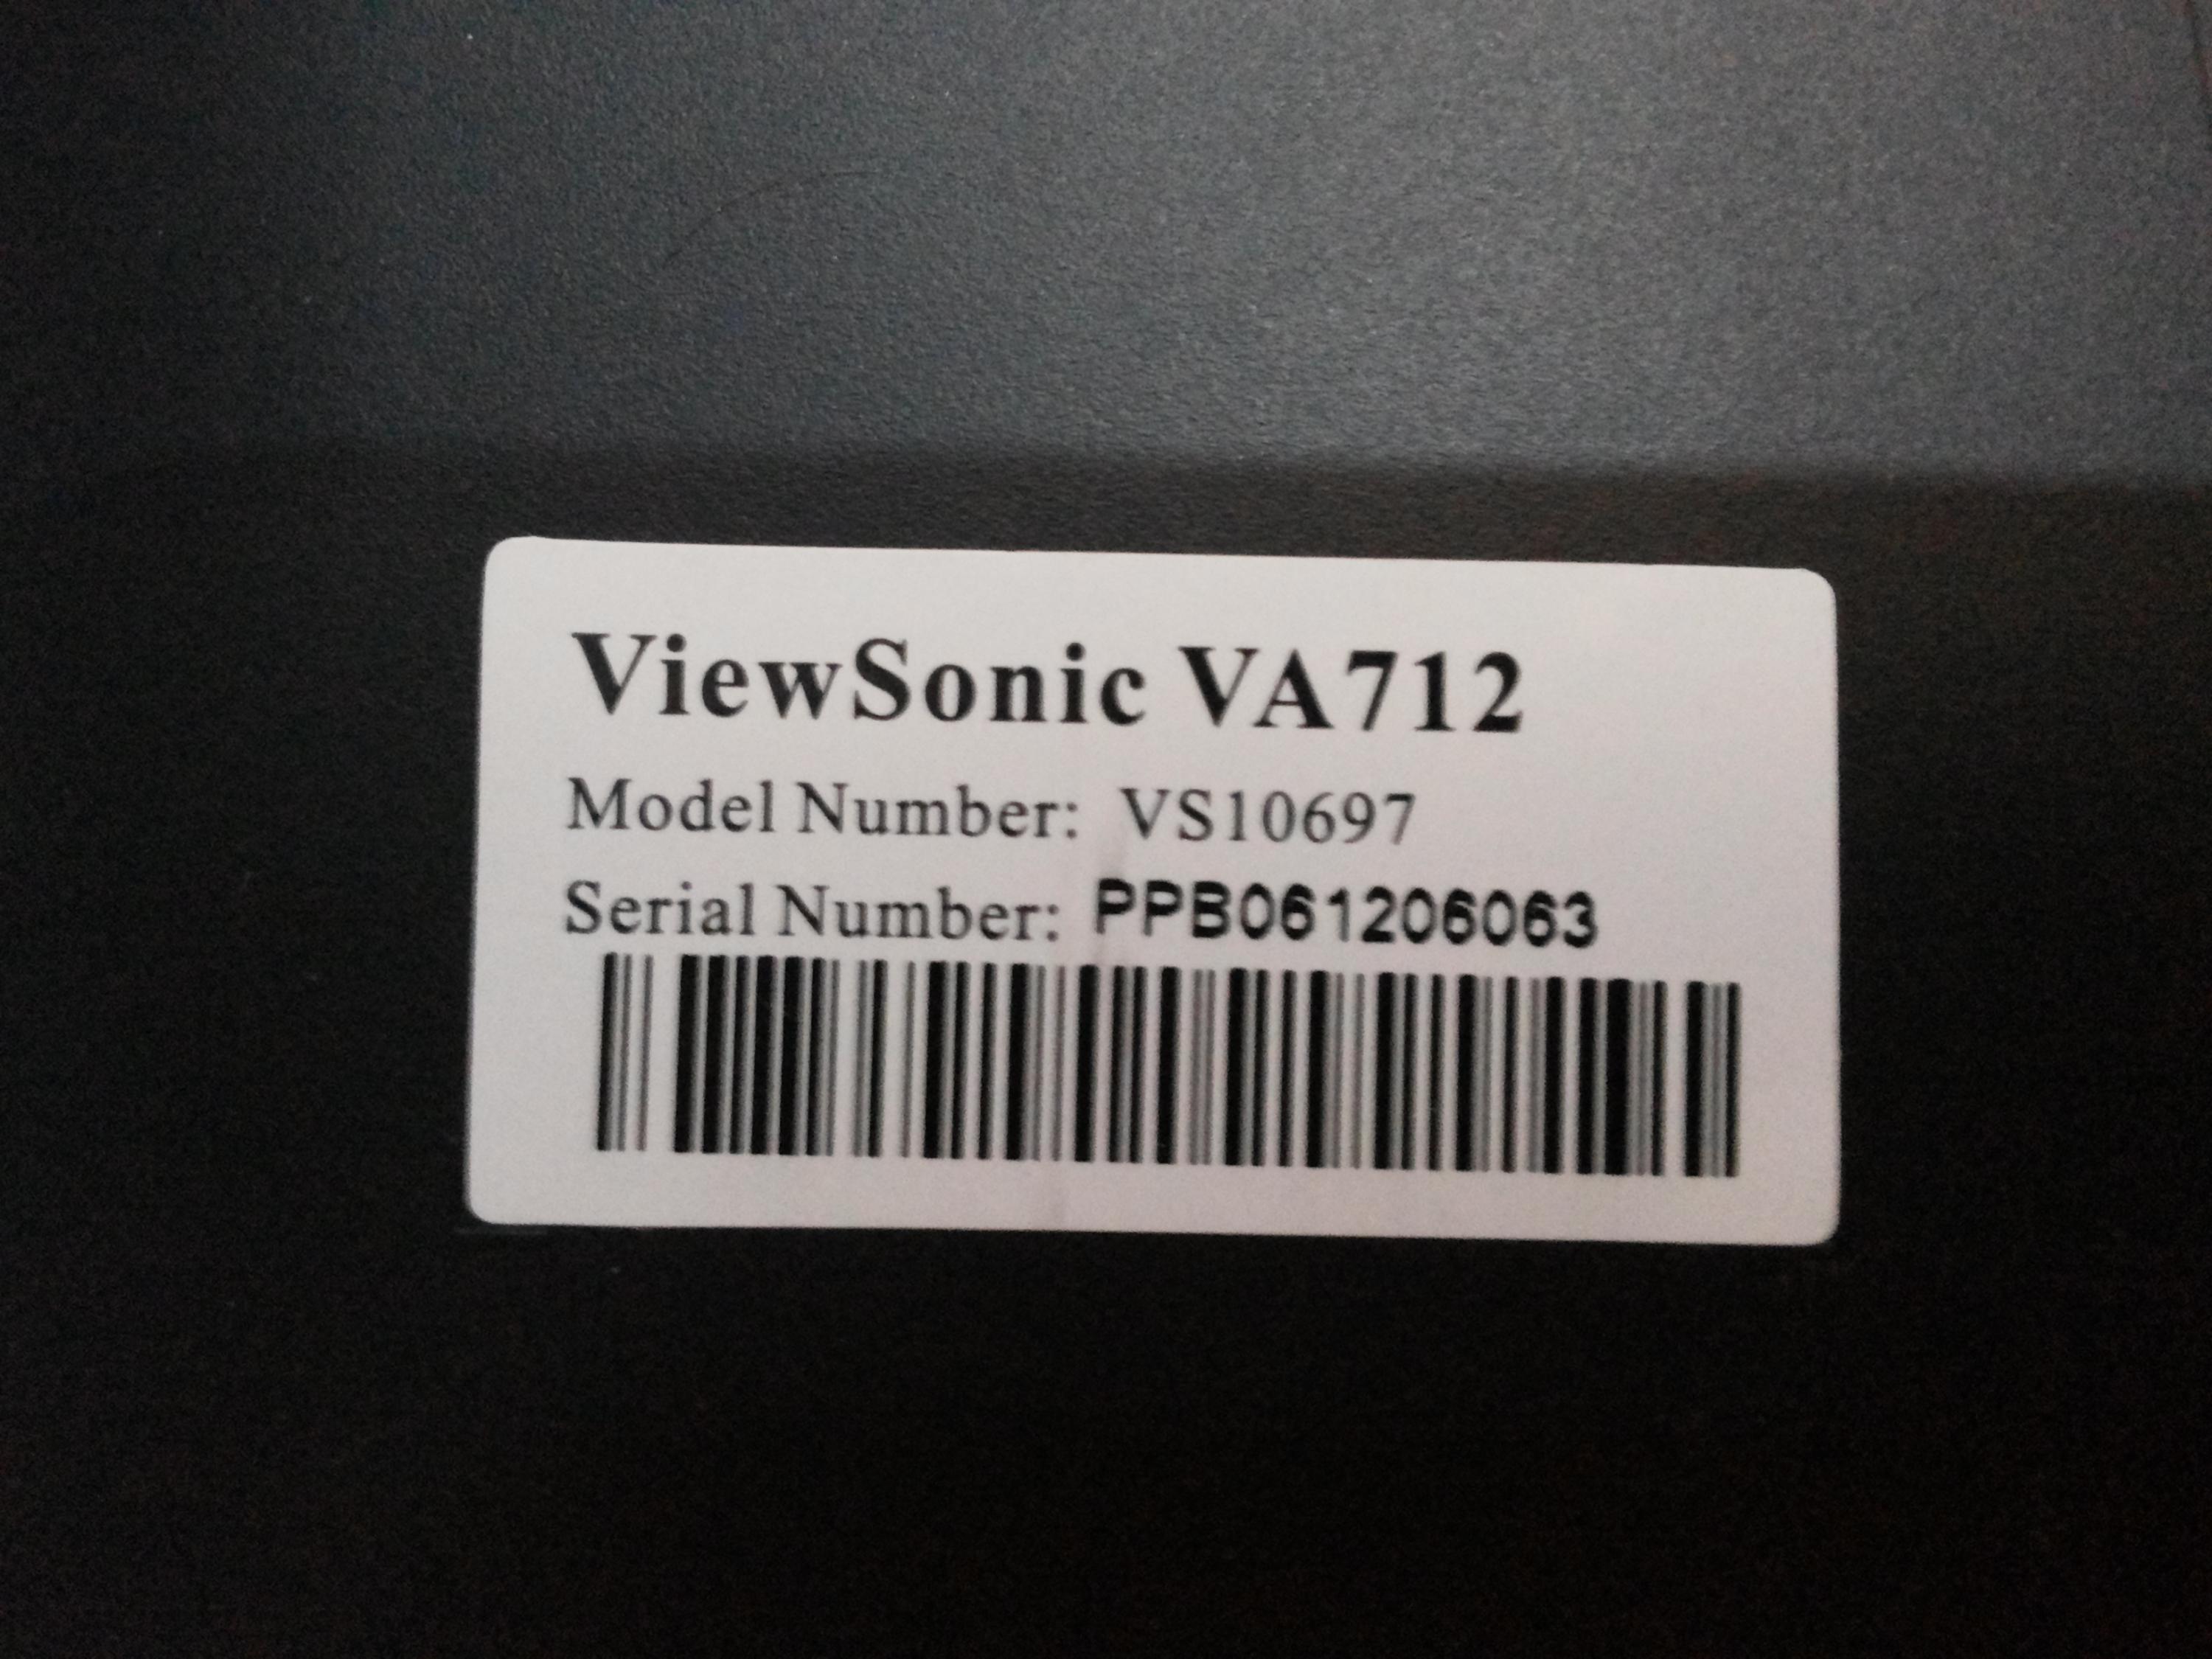 ViewSonic VA712
Model Number: VS10697
Serial Number: PPB061206063